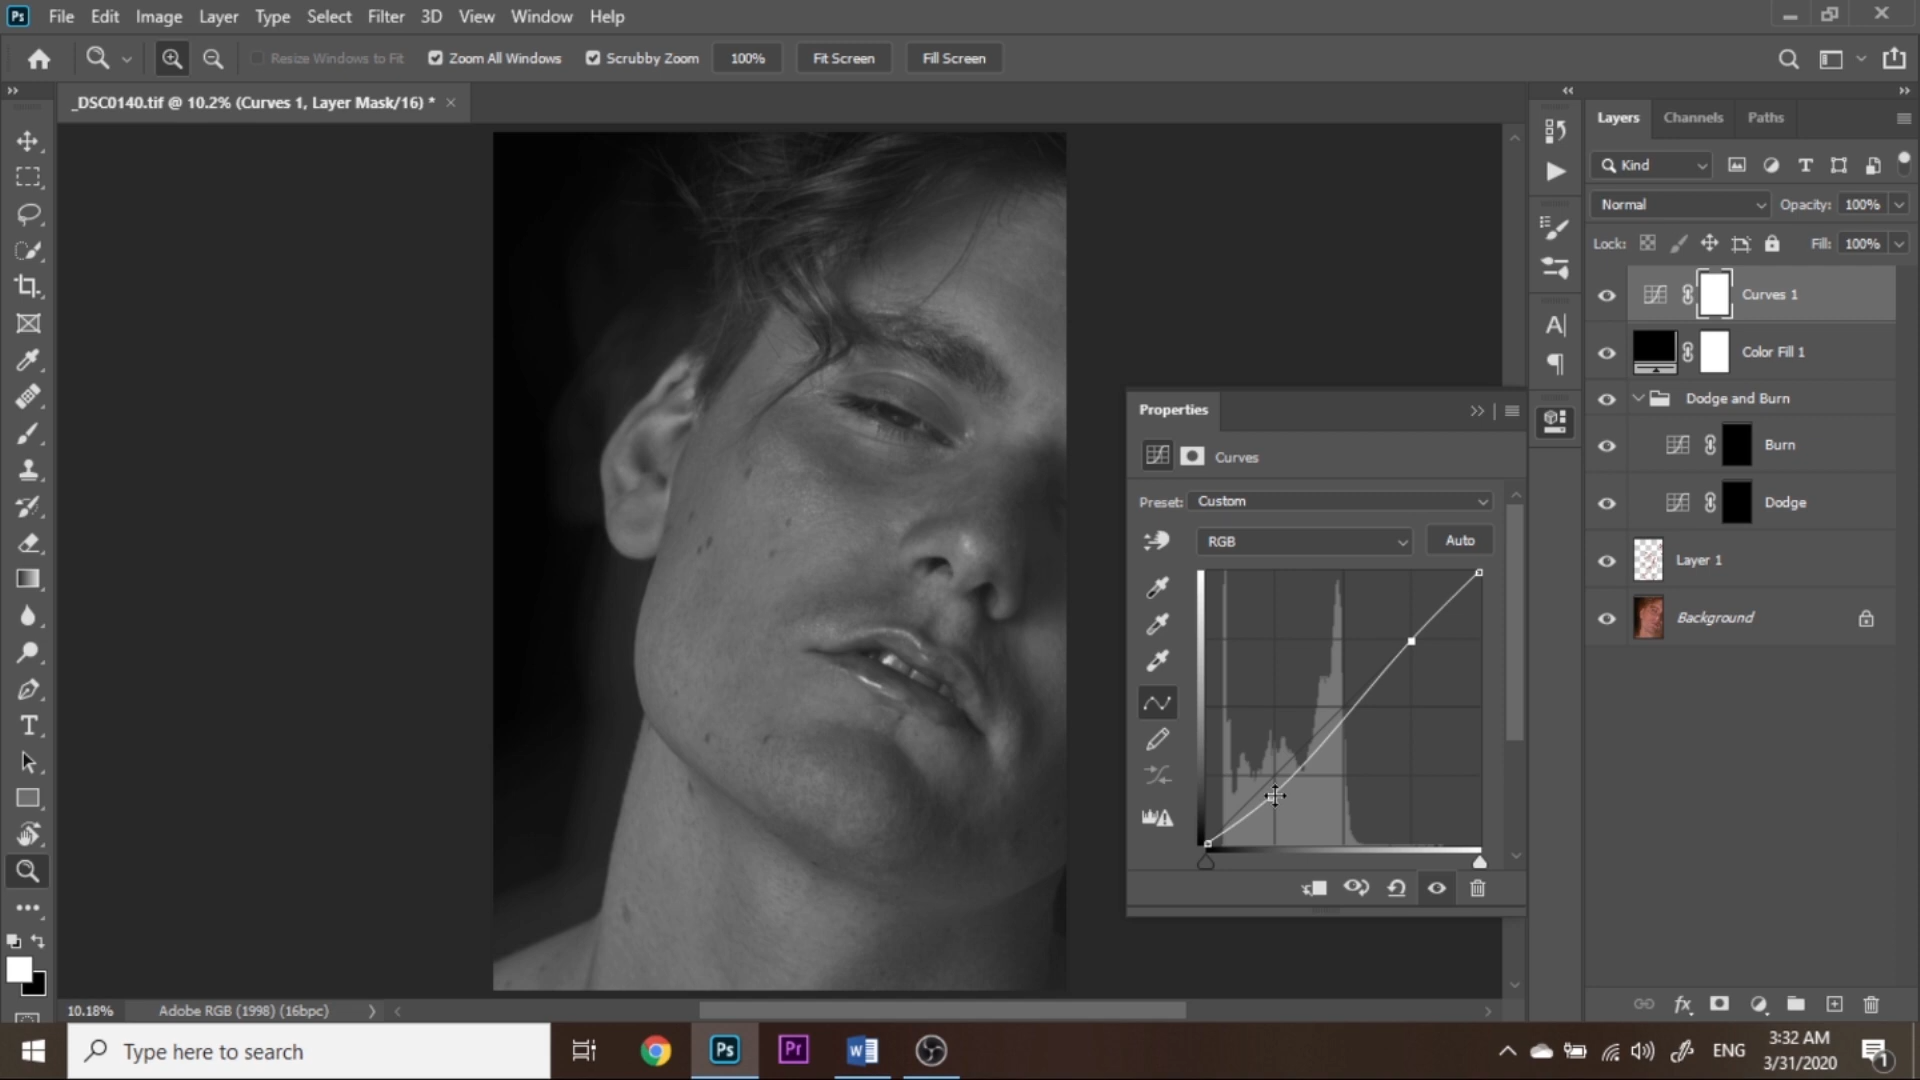 Ps File Edit Image Layer Type Select Filter 3D View Window Help
Resize Windows to Fit Zoom All Windows Scrubby Zoom 100% Fit Screen Fill Screen
_DSC0140.tif @ 10.2% (Curves 1, Layer Mask/16) *
Layers Channels Paths
Kind
Normal Opacity: 100%
Lock: Fill: 100%
Curves 1
Color Fill 1
Dodge and Burn
Burn
Dodge
Layer 1
Background
Properties
Curves
Preset: Custom
RGB Auto
10.18% Adobe RGB (1998) (16bpc)
Type here to search
Ps
Pr
W
ENG
3:32 AM
3/31/2020
1